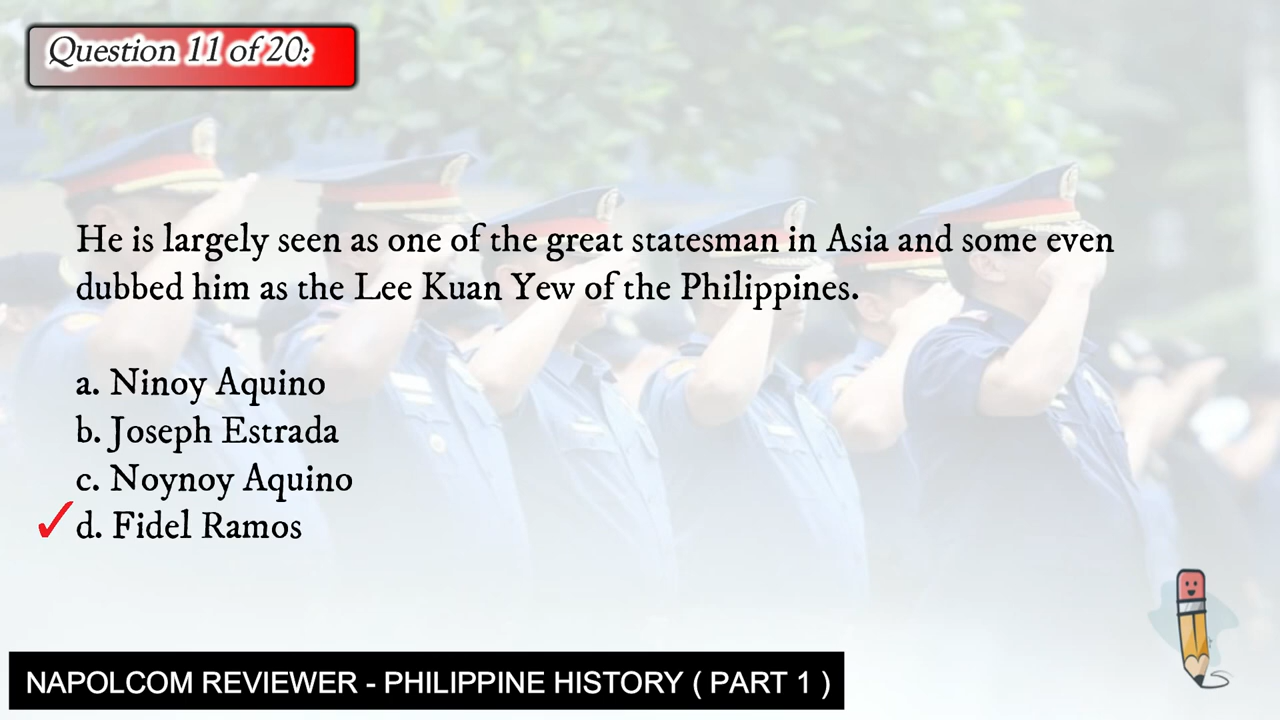 Question 11 of 20:
He is largely seen as one of the great statesman in Asia and some even
dubbed him as the Lee Kuan Yew of the Philippines.
a. Ninoy Aquino
b. Joseph Estrada
c. Noynoy Aquino
✓ d. Fidel Ramos
NAPOLCOM REVIEWER - PHILIPPINE HISTORY ( PART 1 )